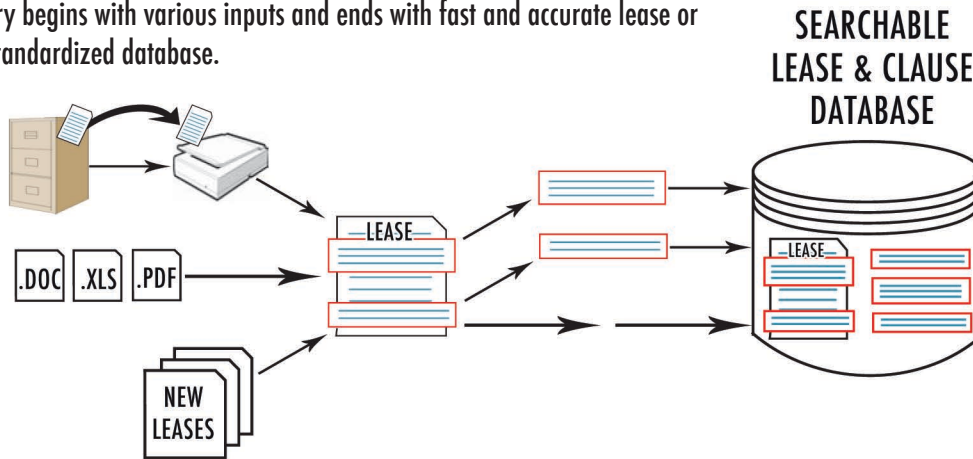 ry begins with various inputs and ends with fast and accurate lease or
tandardized database.
SEARCHABLE
LEASE & CLAUSE
DATABASE
LEASE
LEASE
.DOC
.XLS
.PDF
NEW
LEASES